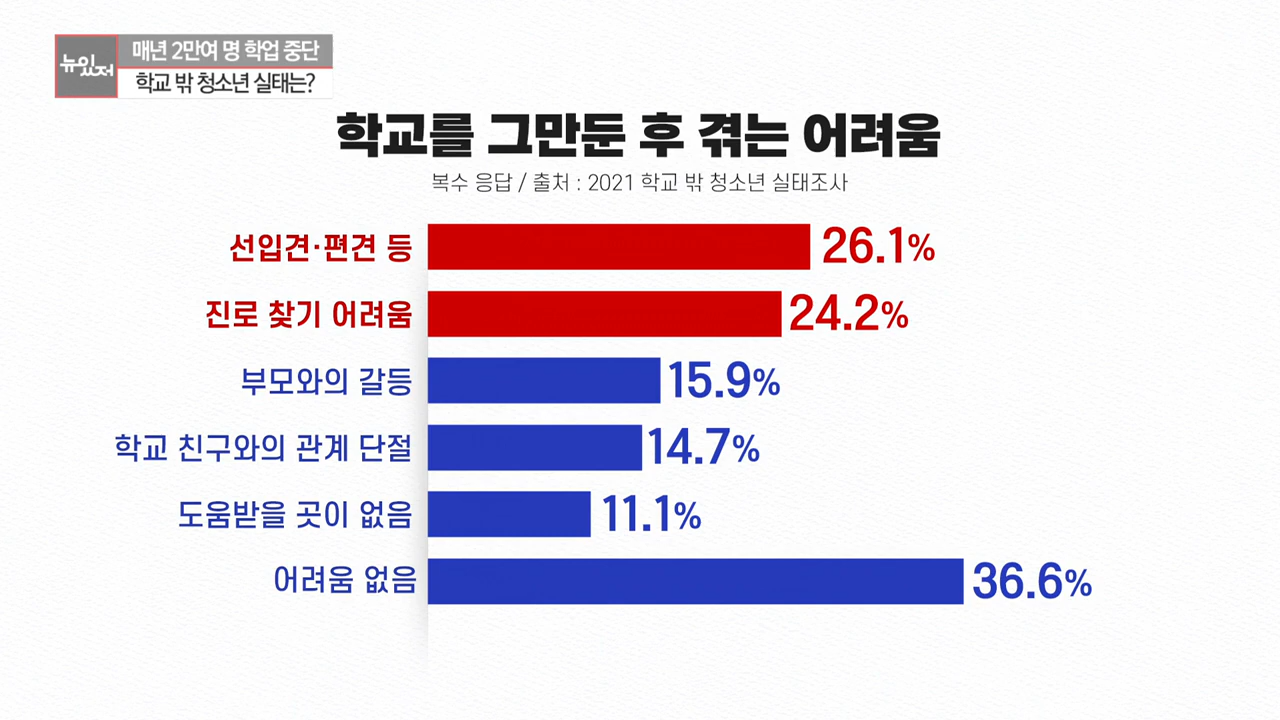 뉴있저
매년 2만여 명 학업 중단
학교 밖 청소년 실태는?
학교를 그만둔 후 겪는 어려움
복수 응답 / 출처 : 2021 학교 밖 청소년 실태조사
선입견·편견 등 26.1%
진로 찾기 어려움 24.2%
부모와의 갈등 15.9%
학교 친구와의 관계 단절 14.7%
도움받을 곳이 없음 11.1%
어려움 없음 36.6%